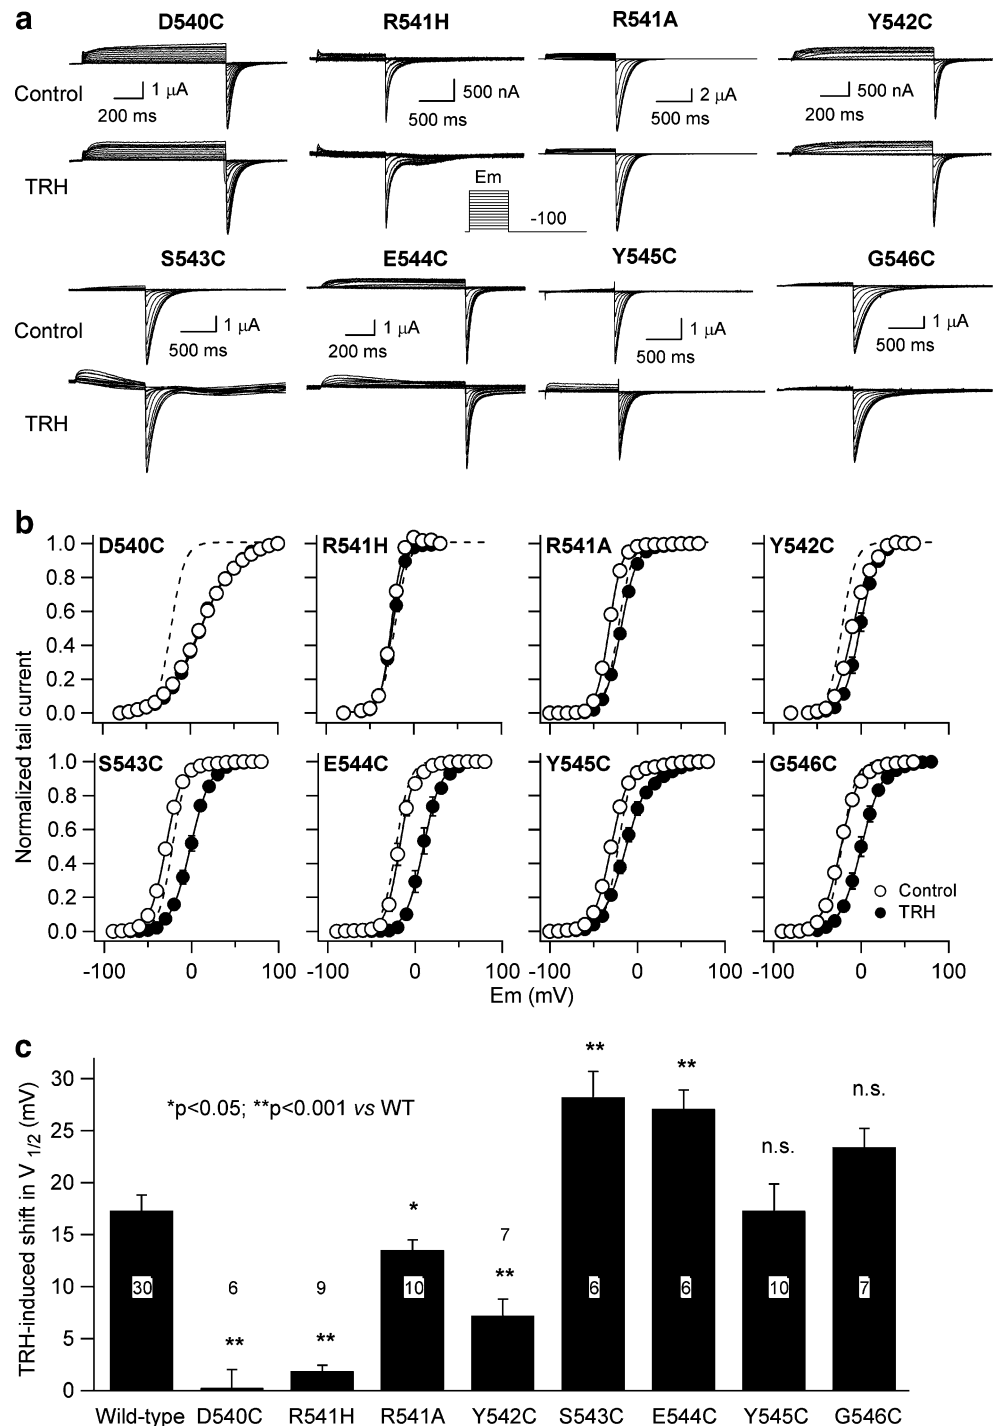 a
D540C R541H R541A Y542C
Control
1 µA
200 ms
500 nA
500 ms
2 µA
500 ms
500 nA
200 ms
TRH
Em
-100
S543C E544C Y545C G546C
Control
1 µA
500 ms
1 µA
200 ms
1 µA
500 ms
1 µA
500 ms
TRH
b
Normalized tail current
D540C R541H R541A Y542C
1.0
0.8
0.6
0.4
0.2
0.0
S543C E544C Y545C G546C
1.0
0.8
0.6
0.4
0.2
0.0
Control
TRH
-100 0 100 -100 0 100 -100 0 100 -100 0 100
Em (mV)
c
TRH-induced shift in V 1/2 (mV)
*p<0.05; **p<0.001 vs WT
30
25
20
15
10
5
0
** ** * ** ** ** n.s. n.s.
30 6 9 10 7 6 6 10 7
Wild-type D540C R541H R541A Y542C S543C E544C Y545C G546C